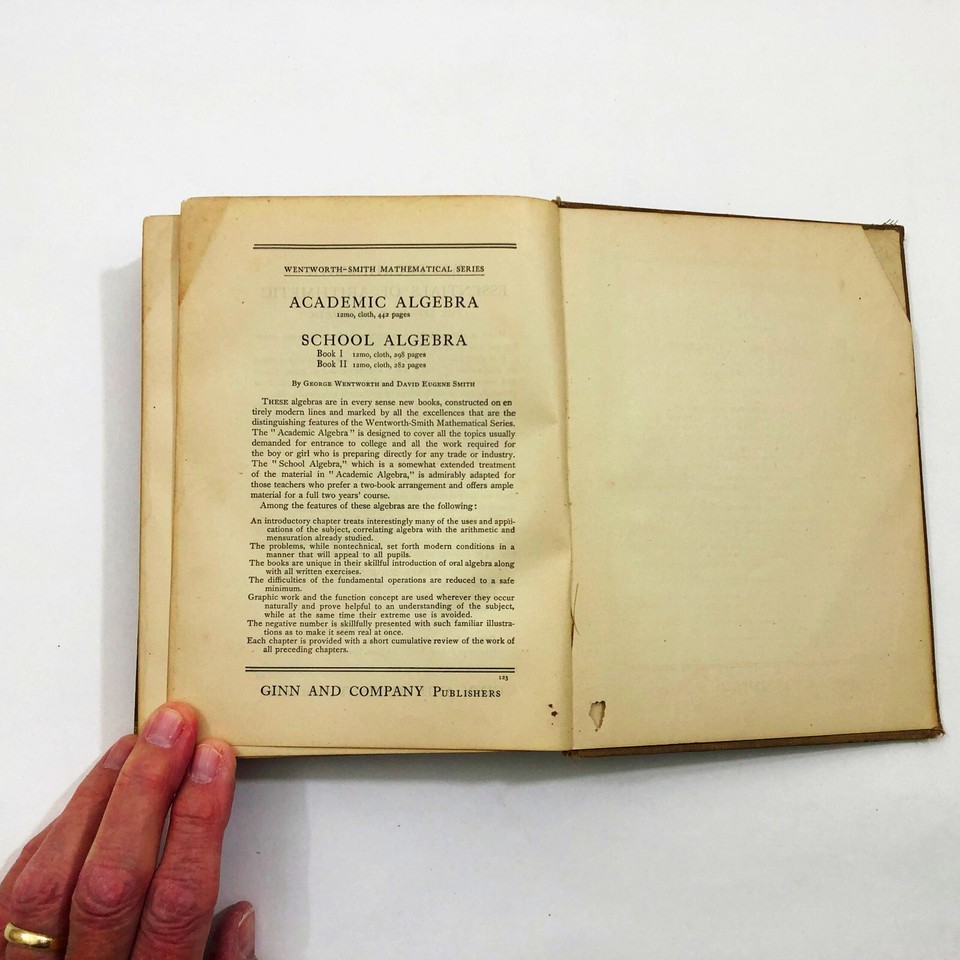 WENTWORTH-SMITH MATHEMATICAL SERIES
ACADEMIC ALGEBRA
12mo, cloth, 442 pages
SCHOOL ALGEBRA
Book I 12mo, cloth, 298 pages
Book II 12mo, cloth, 282 pages
By George Wentworth and David Eugene Smith
These algebras are in every sense new books, constructed on en
tirely modern lines and marked by all the excellences that are the
distinguishing features of the Wentworth-Smith Mathematical Series.
The "Academic Algebra" is designed to cover all the topics usually
demanded for entrance to college and all the work required for
the boy or girl who is preparing directly for any trade or industry.
The "School Algebra," which is a somewhat extended treatment
of the material in "Academic Algebra," is admirably adapted for
those teachers who prefer a two-book arrangement and offers ample
material for a full two years' course.
Among the features of these algebras are the following:
An introductory chapter treats interestingly many of the uses and appli-
cations of the subject, correlating algebra with the arithmetic and
mensuration already studied.
The problems, while nontechnical, set forth modern conditions in a
manner that will appeal to all pupils.
The books are unique in their skillful introduction of oral algebra along
with all written exercises.
The difficulties of the fundamental operations are reduced to a safe
minimum.
Graphic work and the function concept are used wherever they occur
naturally and prove helpful to an understanding of the subject,
while at the same time their extreme use is avoided.
The negative number is skillfully presented with such familiar illustra-
tions as to make it seem real at once.
Each chapter is provided with a short cumulative review of the work of
all preceding chapters.
123
GINN AND COMPANY Publishers